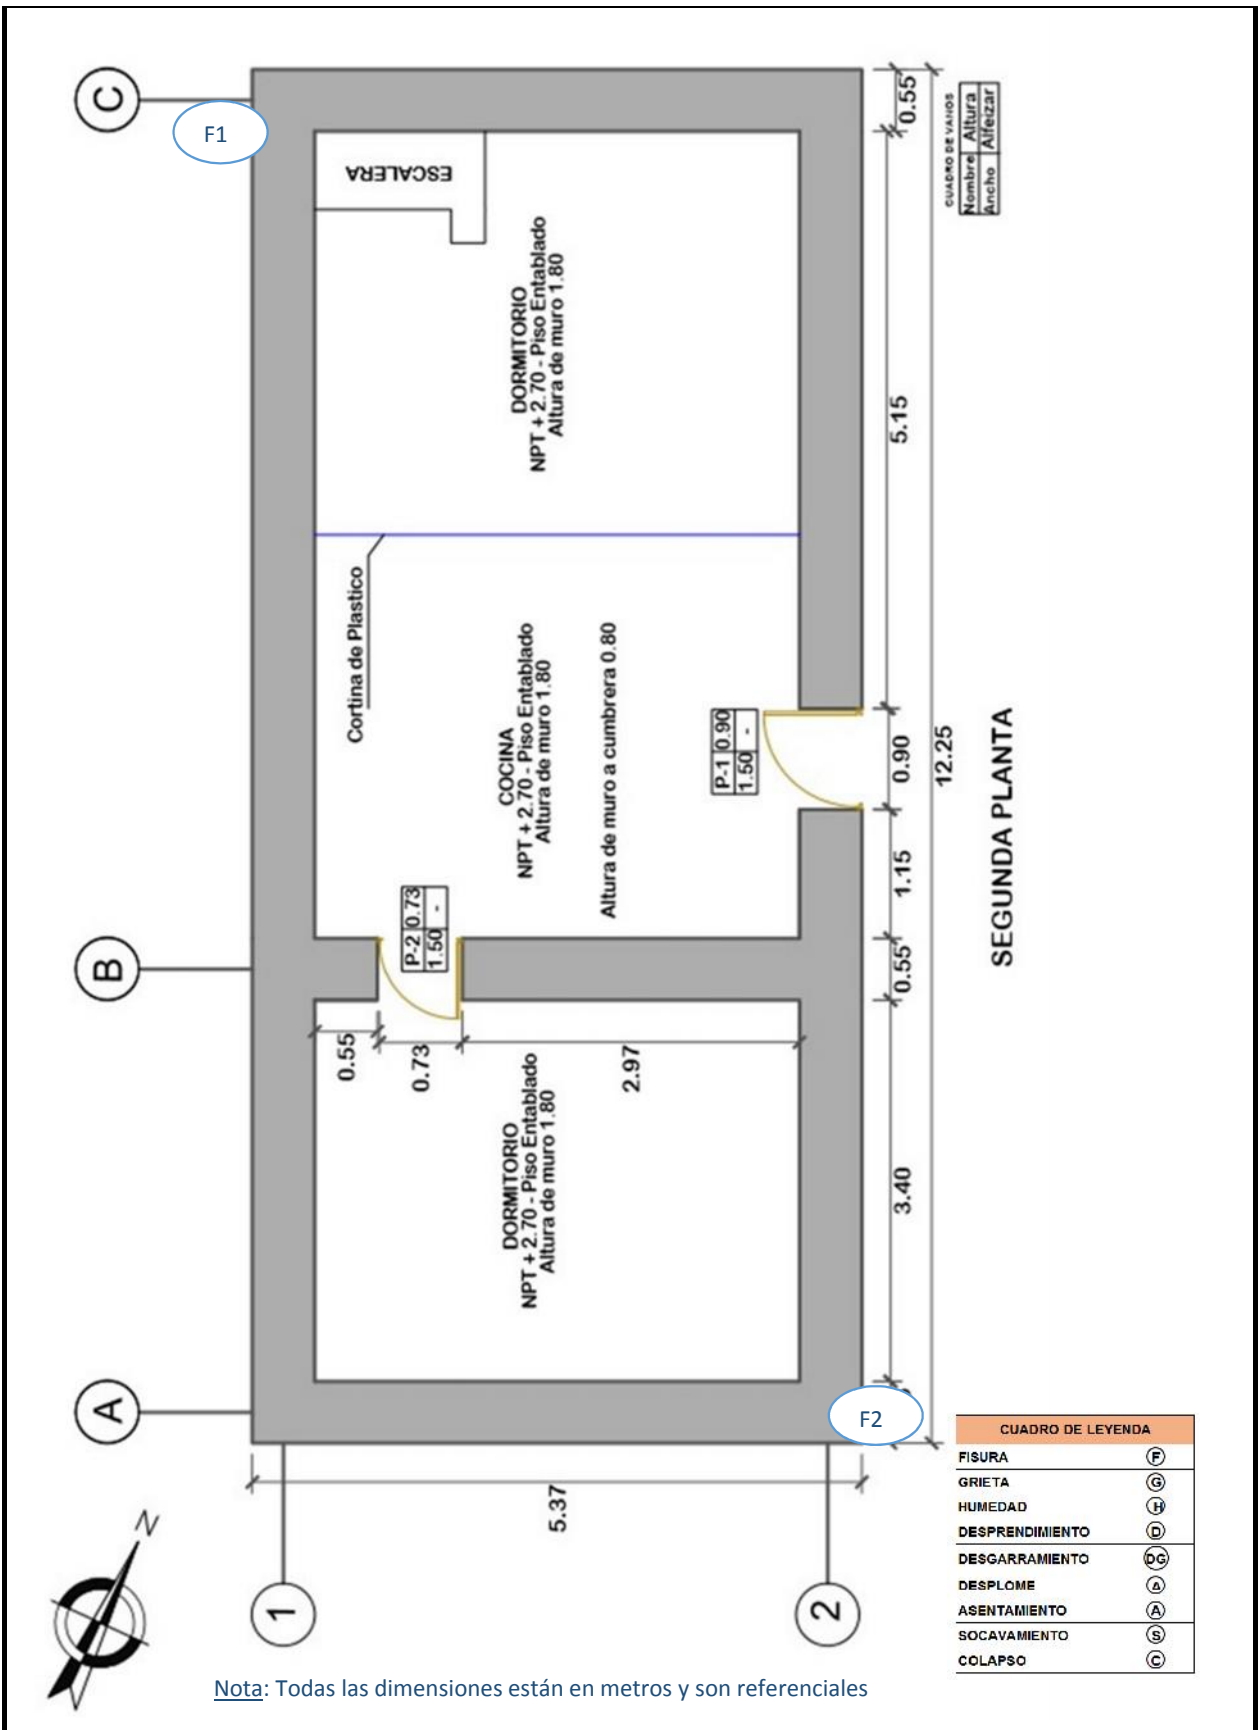 C
F1
0.55
CUADRO DE VANOS
Nombre Altura
Ancho Alfeizar
ESCALERA
DORMITORIO
NPT + 2.70 - Piso Entablado
Altura de muro 1.80
5.15
Cortina de Plastico
COCINA
NPT + 2.70 - Piso Entablado
Altura de muro 1.80
Altura de muro a cumbrera 0.80
P-1 0.90
1.50 -
0.90
12.25
SEGUNDA PLANTA
P-2 0.73
1.50 -
1.15
B
0.55
0.55
0.73
2.97
DORMITORIO
NPT + 2.70 - Piso Entablado
Altura de muro 1.80
3.40
A
F2
5.37
N
1
2
CUADRO DE LEYENDA
FISURA F
GRIETA G
HUMEDAD H
DESPRENDIMIENTO D
DESGARRAMIENTO DG
DESPLOME Δ
ASENTAMIENTO A
SOCAVAMIENTO S
COLAPSO C
Nota: Todas las dimensiones están en metros y son referenciales